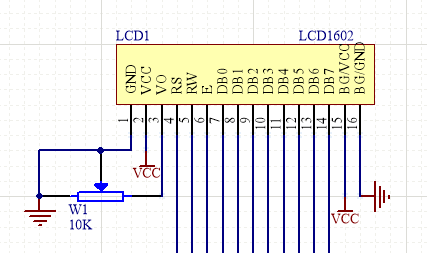 LCD1 LCD1602
GND VCC VO RS RW E DB0 DB1 DB2 DB3 DB4 DB5 DB6 DB7 BG/VCC BG/GND
1 2 3 4 5 6 7 8 9 10 11 12 13 14 15 16
VCC
W1
10K
VCC